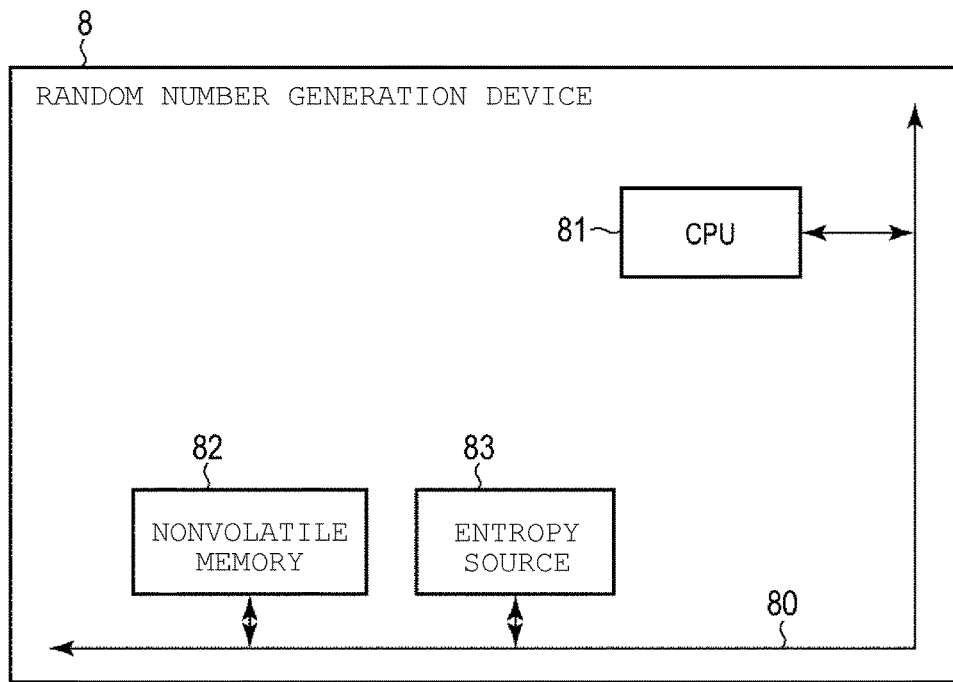 8
RANDOM NUMBER GENERATION DEVICE
81
CPU
82
83
NONVOLATILE
MEMORY
ENTROPY
SOURCE
80